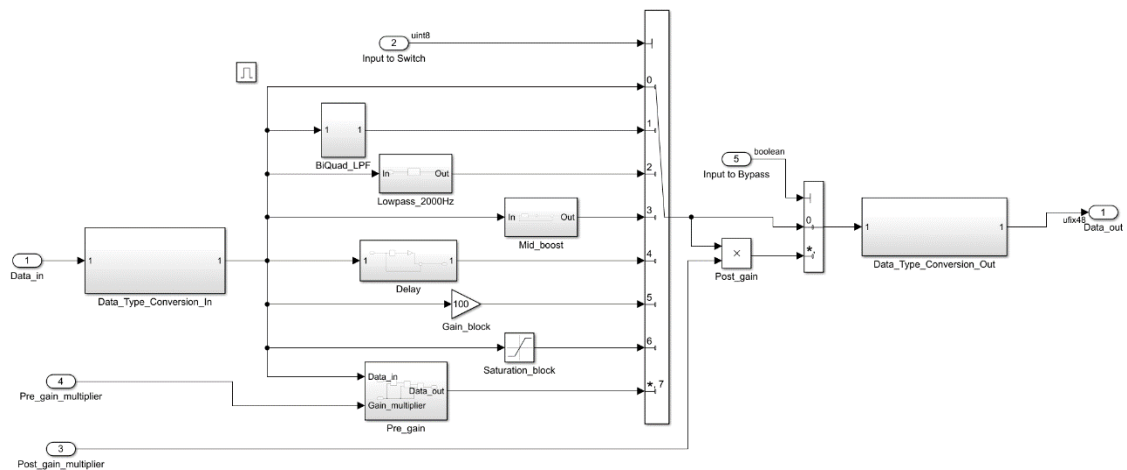 2
uint8
Input to Switch
0
1
1
1
BiQuad_LPF
2
In
Out
Lowpass_2000Hz
3
In
Out
Mid_boost
5
boolean
Input to Bypass
0
*,
1
Data_in
1
1
Data_Type_Conversion_In
4
1
1
Delay
×
Post_gain
1
1
Data_Type_Conversion_Out
ufix48
1
Data_out
5
100
Gain_block
6
Saturation_block
*, 7
Data_in
Data_out
Gain_multiplier
Pre_gain
4
Pre_gain_multiplier
3
Post_gain_multiplier